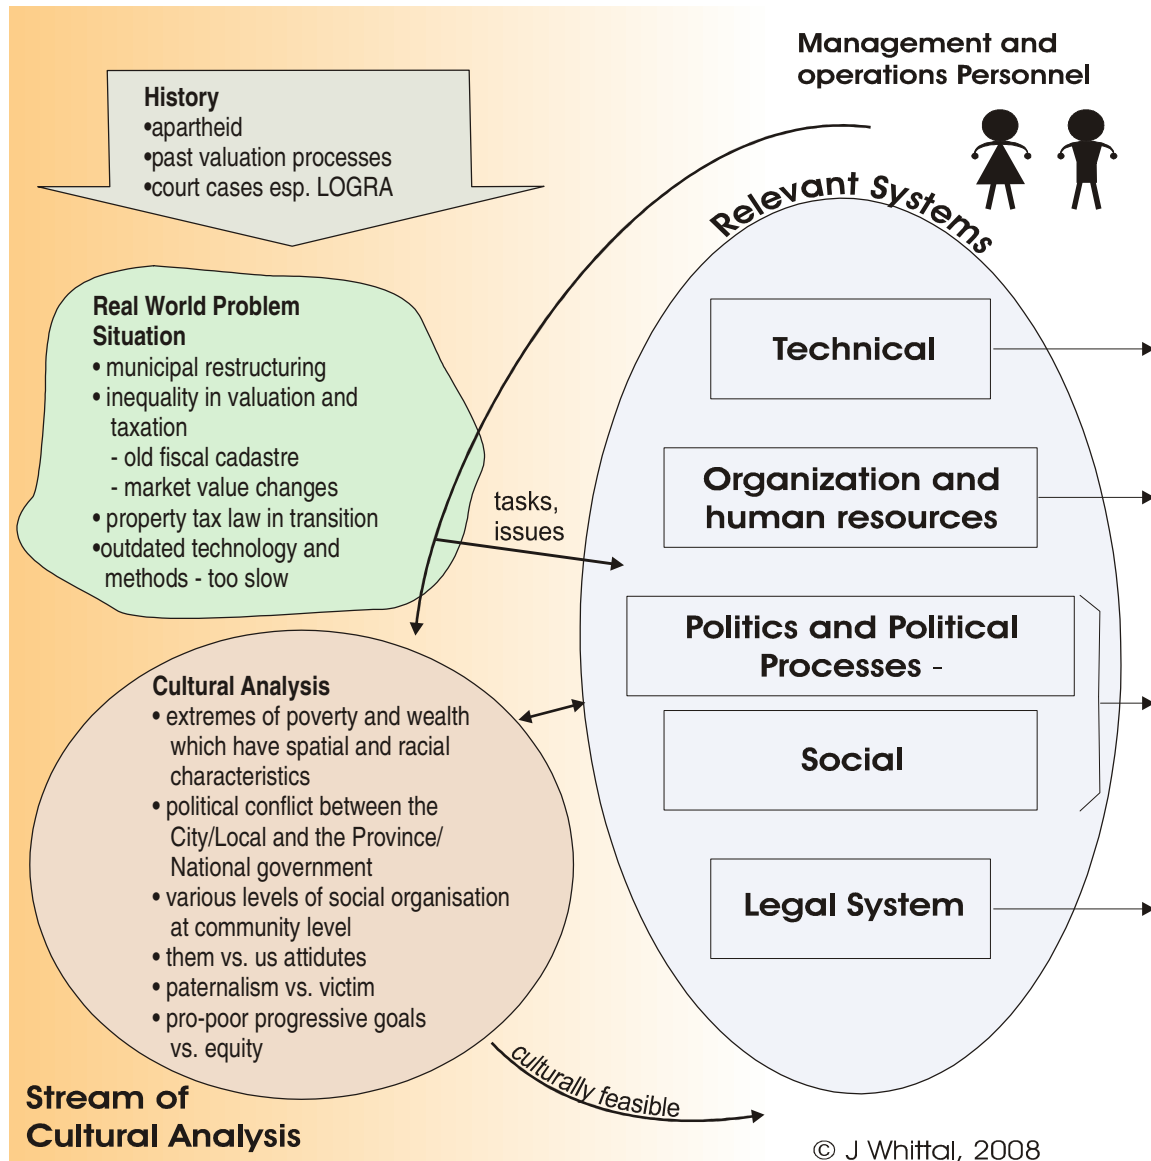 Management and
operations Personnel
History
•apartheid
•past valuation processes
•court cases esp. LOGRA
Relevant Systems
Real World Problem
Situation
• municipal restructuring
• inequality in valuation and
taxation
- old fiscal cadastre
- market value changes
• property tax law in transition
•outdated technology and
methods - too slow
tasks,
issues
Technical
Organization and
human resources
Politics and Political
Processes -
Social
Legal System
Cultural Analysis
• extremes of poverty and wealth
which have spatial and racial
characteristics
• political conflict between the
City/Local and the Province/
National government
• various levels of social organisation
at community level
• them vs. us attidutes
• paternalism vs. victim
• pro-poor progressive goals
vs. equity
culturally feasible
Stream of
Cultural Analysis
© J Whittal, 2008